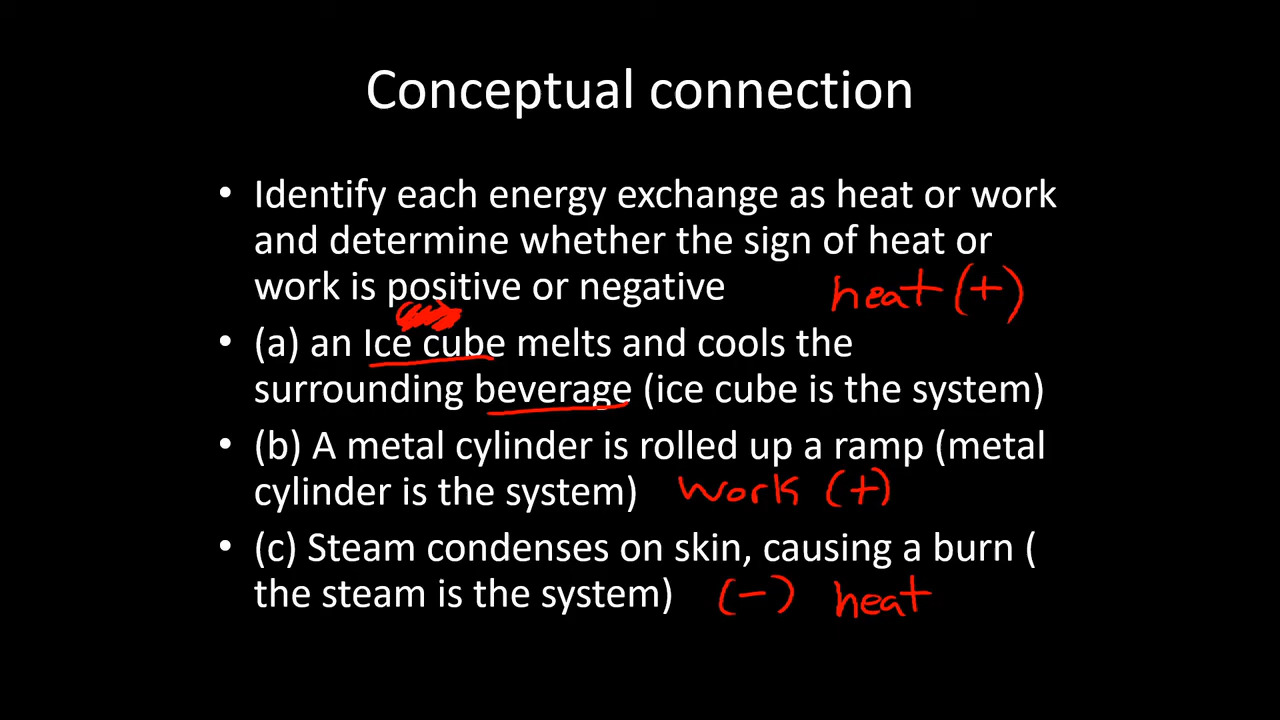 Conceptual connection
• Identify each energy exchange as heat or work
and determine whether the sign of heat or
work is positive or negative heat (+)
• (a) an Ice cube melts and cools the
surrounding beverage (ice cube is the system)
• (b) A metal cylinder is rolled up a ramp (metal
cylinder is the system) work (+)
• (c) Steam condenses on skin, causing a burn (
the steam is the system) (-) heat